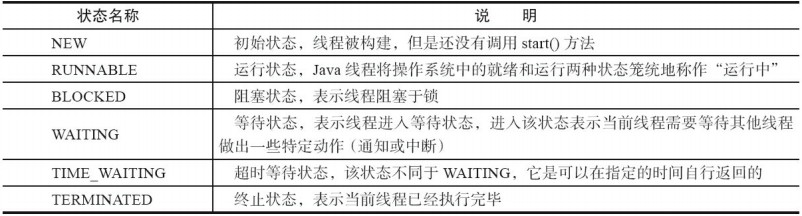 状态名称 说 明
NEW 初始状态，线程被构建，但是还没有调用 start() 方法
RUNNABLE 运行状态，Java 线程将操作系统中的就绪和运行两种状态笼统地称作“运行中”
BLOCKED 阻塞状态，表示线程阻塞于锁
WAITING 等待状态，表示线程进入等待状态，进入该状态表示当前线程需要等待其他线程
做出一些特定动作（通知或中断）
TIME_WAITING 超时等待状态，该状态不同于 WAITING，它是可以在指定的时间自行返回的
TERMINATED 终止状态，表示当前线程已经执行完毕